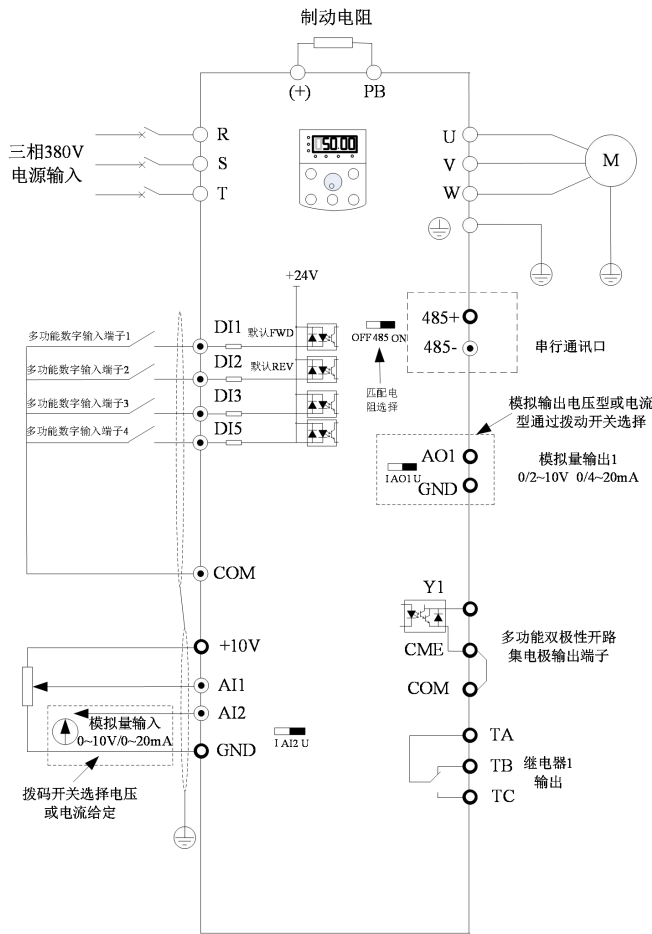 制动电阻
(+)
PB
三相380V
电源输入
R
S
T
50.00
U
V
W
M
+24V
多功能数字输入端子1
DI1
默认FWD
多功能数字输入端子2
DI2
默认REV
多功能数字输入端子3
DI3
多功能数字输入端子4
DI5
OFF 485 ON
匹配电
阻选择
485+
485-
串行通讯口
模拟输出电压型或电流
型通过拨动开关选择
AO1
I AO1 U
GND
模拟量输出1
0/2~10V 0/4~20mA
COM
Y1
CME
COM
多功能双极性开路
集电极输出端子
+10V
AI1
AI2
模拟量输入
0~10V/0~20mA
GND
I AI2 U
拨码开关选择电压
或电流给定
TA
TB
TC
继电器1
输出